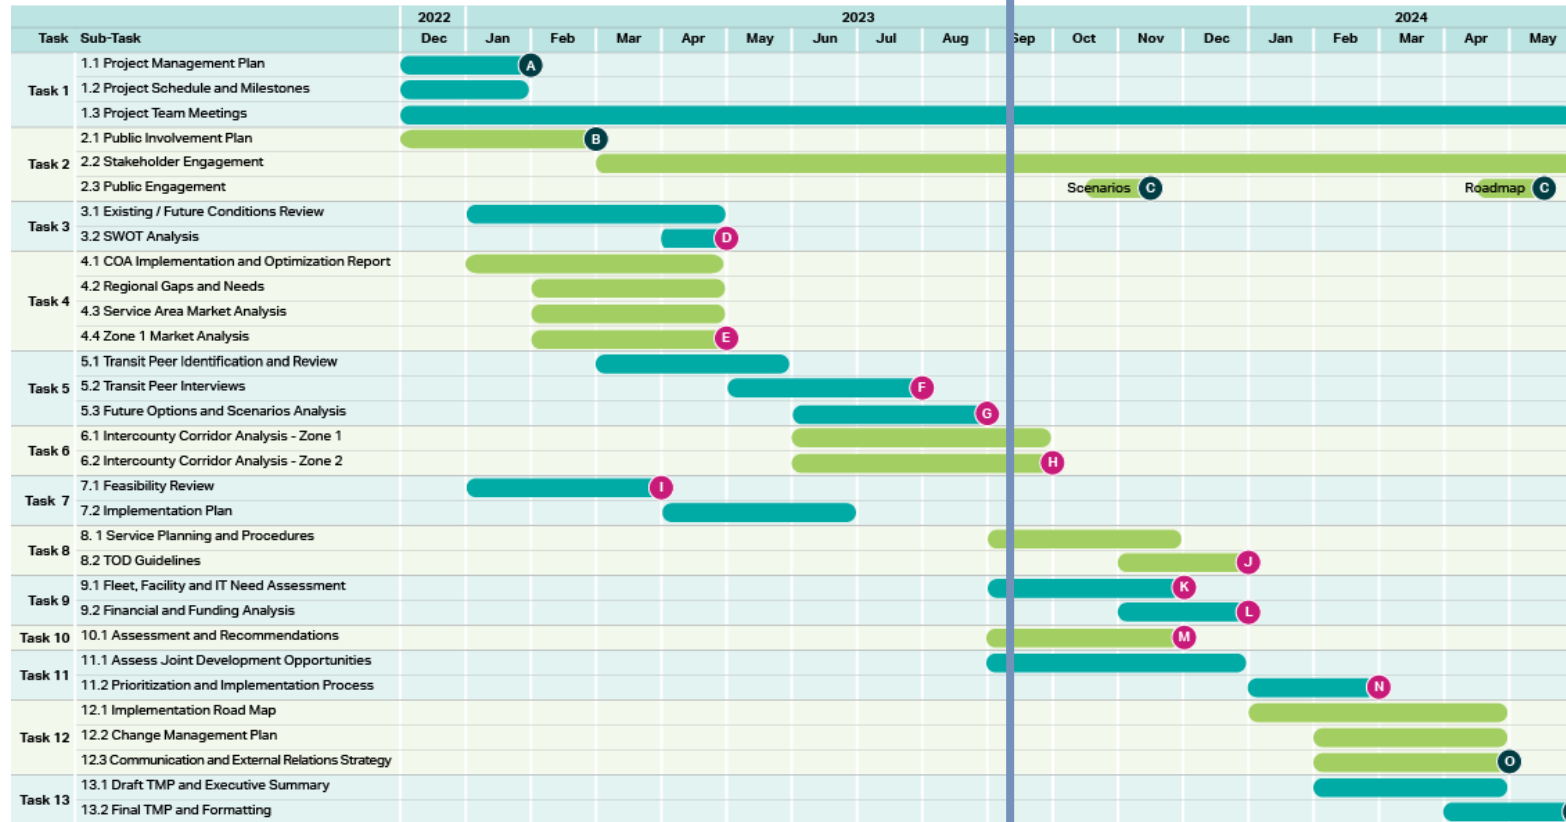 2022 2023 2024
Task Sub-Task Dec Jan Feb Mar Apr May Jun Jul Aug Sep Oct Nov Dec Jan Feb Mar Apr May
Task 1
1.1 Project Management Plan A
1.2 Project Schedule and Milestones
1.3 Project Team Meetings
Task 2
2.1 Public Involvement Plan B
2.2 Stakeholder Engagement
2.3 Public Engagement Scenarios C Roadmap C
Task 3
3.1 Existing / Future Conditions Review
3.2 SWOT Analysis D
Task 4
4.1 COA Implementation and Optimization Report
4.2 Regional Gaps and Needs
4.3 Service Area Market Analysis
4.4 Zone 1 Market Analysis E
Task 5
5.1 Transit Peer Identification and Review
5.2 Transit Peer Interviews F
5.3 Future Options and Scenarios Analysis G
Task 6
6.1 Intercounty Corridor Analysis - Zone 1
6.2 Intercounty Corridor Analysis - Zone 2 H
Task 7
7.1 Feasibility Review I
7.2 Implementation Plan
Task 8
8. 1 Service Planning and Procedures
8.2 TOD Guidelines J
Task 9
9.1 Fleet, Facility and IT Need Assessment K
9.2 Financial and Funding Analysis L
Task 10
10.1 Assessment and Recommendations M
Task 11
11.1 Assess Joint Development Opportunities
11.2 Prioritization and Implementation Process N
Task 12
12.1 Implementation Road Map
12.2 Change Management Plan
12.3 Communication and External Relations Strategy O
Task 13
13.1 Draft TMP and Executive Summary
13.2 Final TMP and Formatting